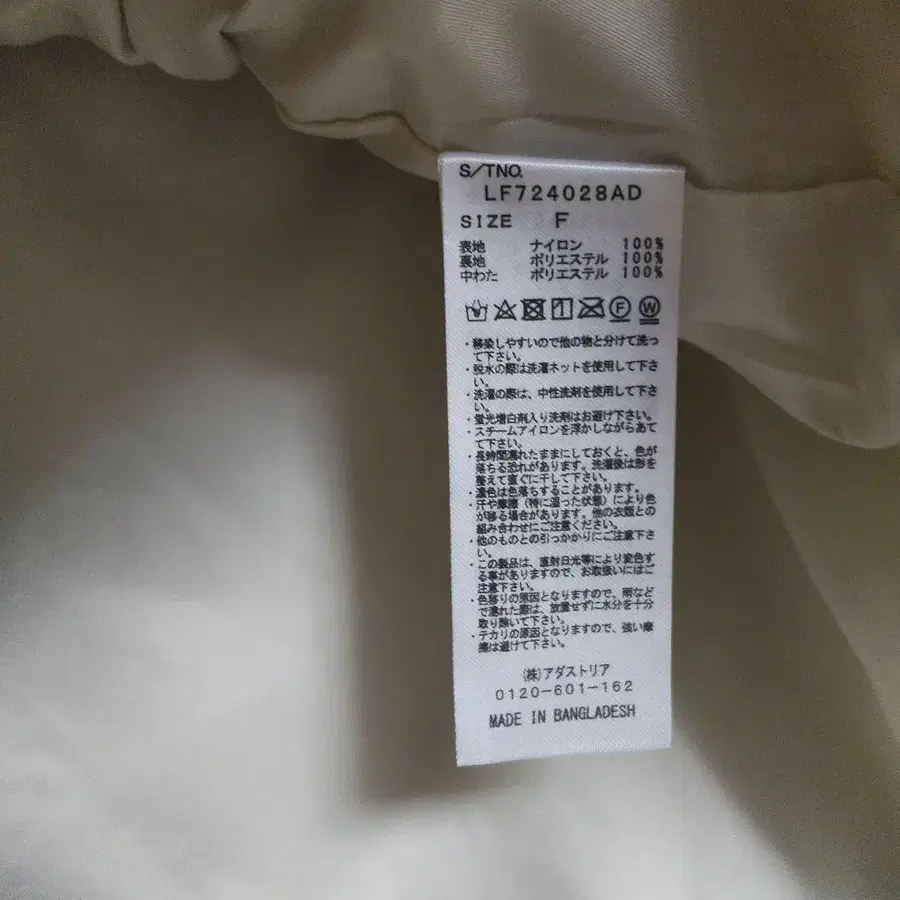 S/TNO.
LF724028AD
SIZE F
表地 ナイロン 100%
裏地 ポリエステル 100%
中わた ポリエステル 100%
F W
・移染しやすいので他の物と分けて洗っ
て下さい。
・脱水の際は洗濯ネットを使用して下さ
い。
・洗濯の際は、中性洗剤を使用して下さ
い。
・蛍光増白剤入り洗剤はお避け下さい。
・スチームアイロンを浮かしながらあて
て下さい。
・長時間濡れたままにしておくと、色が
落ちる恐れがあります。洗濯後は形を
整えて直ぐに干して下さい。
・濃色は色落ちすることがあります。
・汗や摩擦（特に湿った状態）により色
が移る場合があります。他の衣類との
組み合わせにご注意ください。
・他のものとの引っかかりにご注意下さ
い。
・この製品は、直射日光等により変色す
る事がありますので、お取扱いにはご
注意下さい。
・色移りの原因となりますので、雨など
で濡れた際は、放置せずに水分を十分
取り除いて下さい。
・テカリの原因となりますので、強い摩
擦は避けて下さい。
(株)アダストリア
0120-601-162
MADE IN BANGLADESH